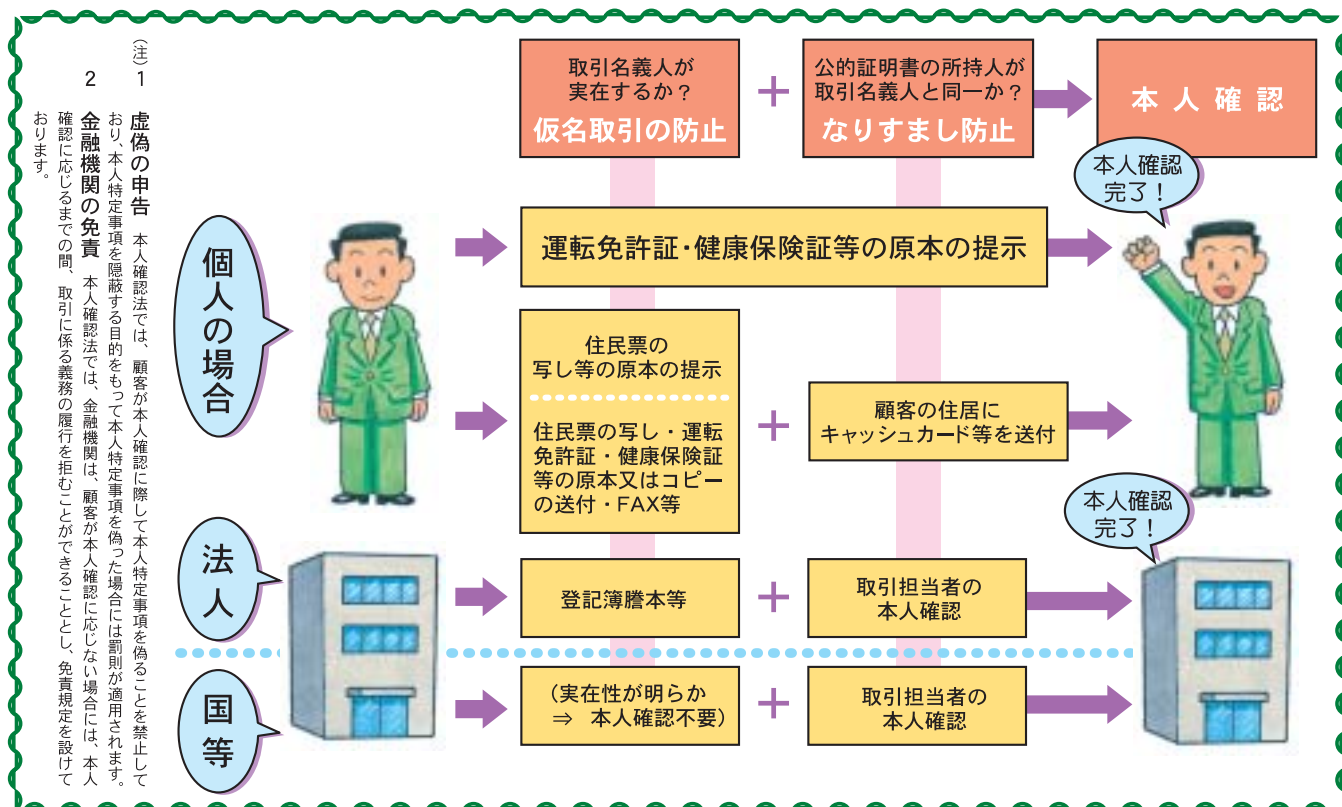 取引名義人が
実在するか？
仮名取引の防止
＋
公的証明書の所持人が
取引名義人と同一か？
なりすまし防止
本人確認
個人の場合
運転免許証・健康保険証等の原本の提示
本人確認
完了！
住民票の
写し等の原本の提示
住民票の写し・運転
免許証・健康保険証
等の原本又はコピー
の送付・FAX等
＋
顧客の住居に
キャッシュカード等を送付
法人
登記簿謄本等
＋
取引担当者の
本人確認
本人確認
完了！
国等
（実在性が明らか
⇒　本人確認不要）
＋
取引担当者の
本人確認
（注）1　虚偽の申告　本人確認法では、顧客が本人確認に際して本人特定事項を偽ることを禁止して
おり、本人特定事項を隠蔽する目的をもって本人特定事項を偽った場合には罰則が適用されます。
2　金融機関の免責　本人確認法では、金融機関は、顧客が本人確認に応じない場合には、本人
確認に応じるまでの間、取引に係る義務の履行を拒むことができることとし、免責規定を設けて
おります。